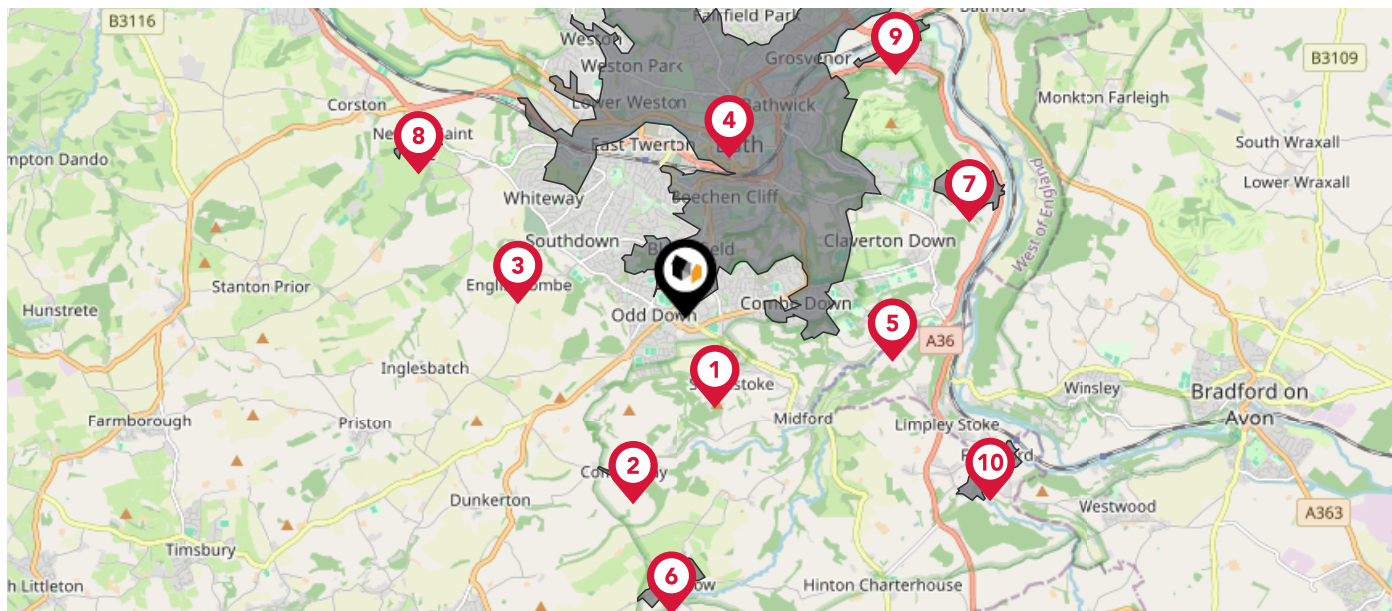 B3116
Fairfield Park
9
Weston
Grosvenor
B3109
Weston Park
Corston
Lower Weston
Bathwick
Monkton Farleigh
4
8
East Twerton
South Wraxall
7
Lower Wraxall
Whiteway
Beechen Cliff
West of England
Southdown
Claverton Down
3
Stanton Prior
Combe Down
Hunstrete
Odd Down
5
A36
Inglesbatch
1
Winsley
Bradford on
Avon
Farmborough
Priston
Midford
Limpley Stoke
2
10
Dunkerton
Westwood
A363
Timsbury
6
Hinton Charterhouse